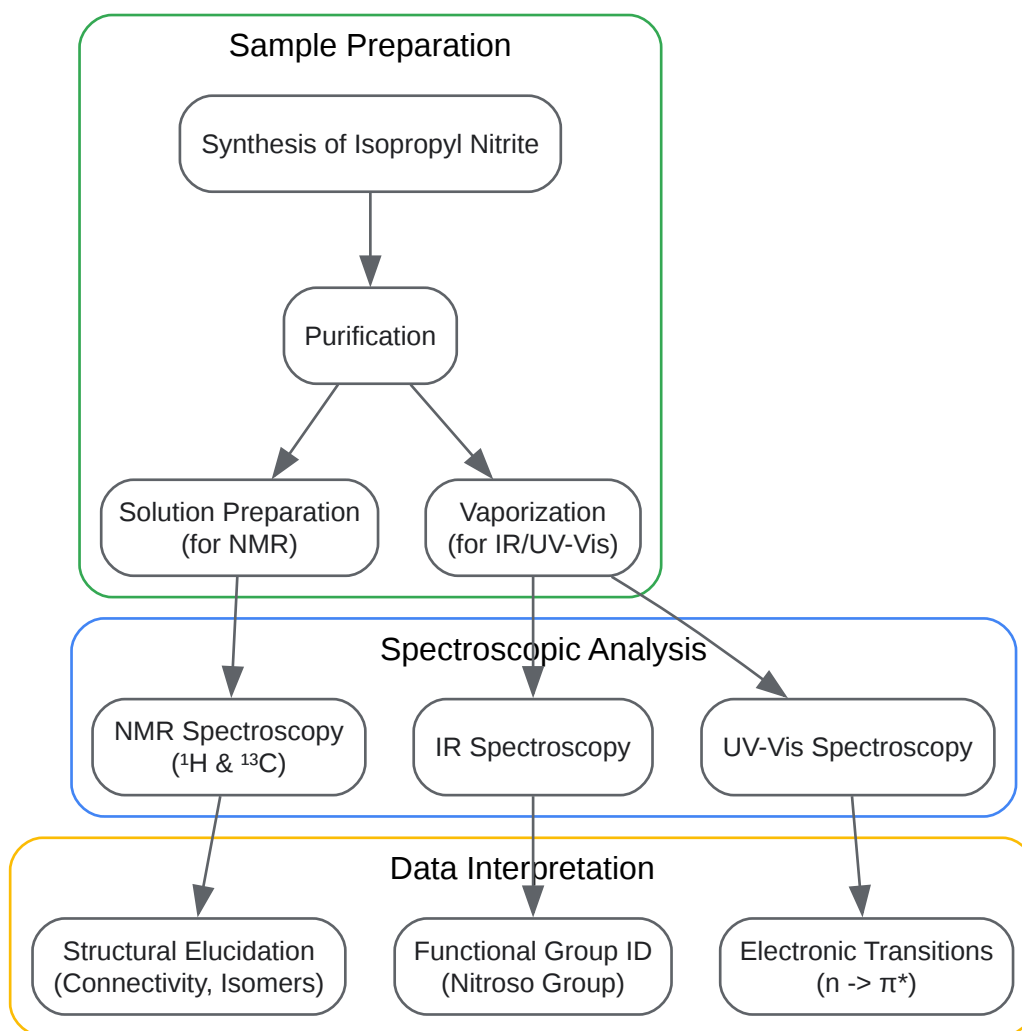 Sample Preparation
Synthesis of Isopropyl Nitrite
Purification
Solution Preparation
(for NMR)
Vaporization
(for IR/UV-Vis)
Spectroscopic Analysis
NMR Spectroscopy
(¹H & ¹³C)
IR Spectroscopy
UV-Vis Spectroscopy
Data Interpretation
Structural Elucidation
(Connectivity, Isomers)
Functional Group ID
(Nitroso Group)
Electronic Transitions
(n -> π*)